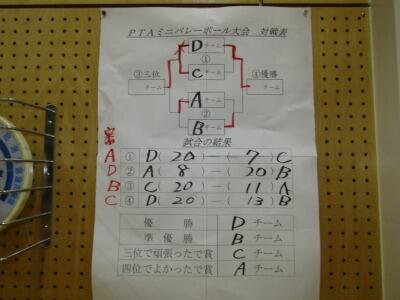 PTAミニバレーボール大会 対戦表
D チーム
①
③三位
C チーム
④優勝
チーム
A チーム
チーム
②
B チーム
試合の結果
A ① D( 20 ) ― ( 7 ) C
D ② A( 8 ) ― ( 20 ) B
B ③ C( 20 ) ― ( 11 ) A
C ④ D( 20 ) ― ( 13 ) B
優勝 D チーム
準優勝 B チーム
三位で頑張ったで賞 C チーム
四位でよかったで賞 A チーム